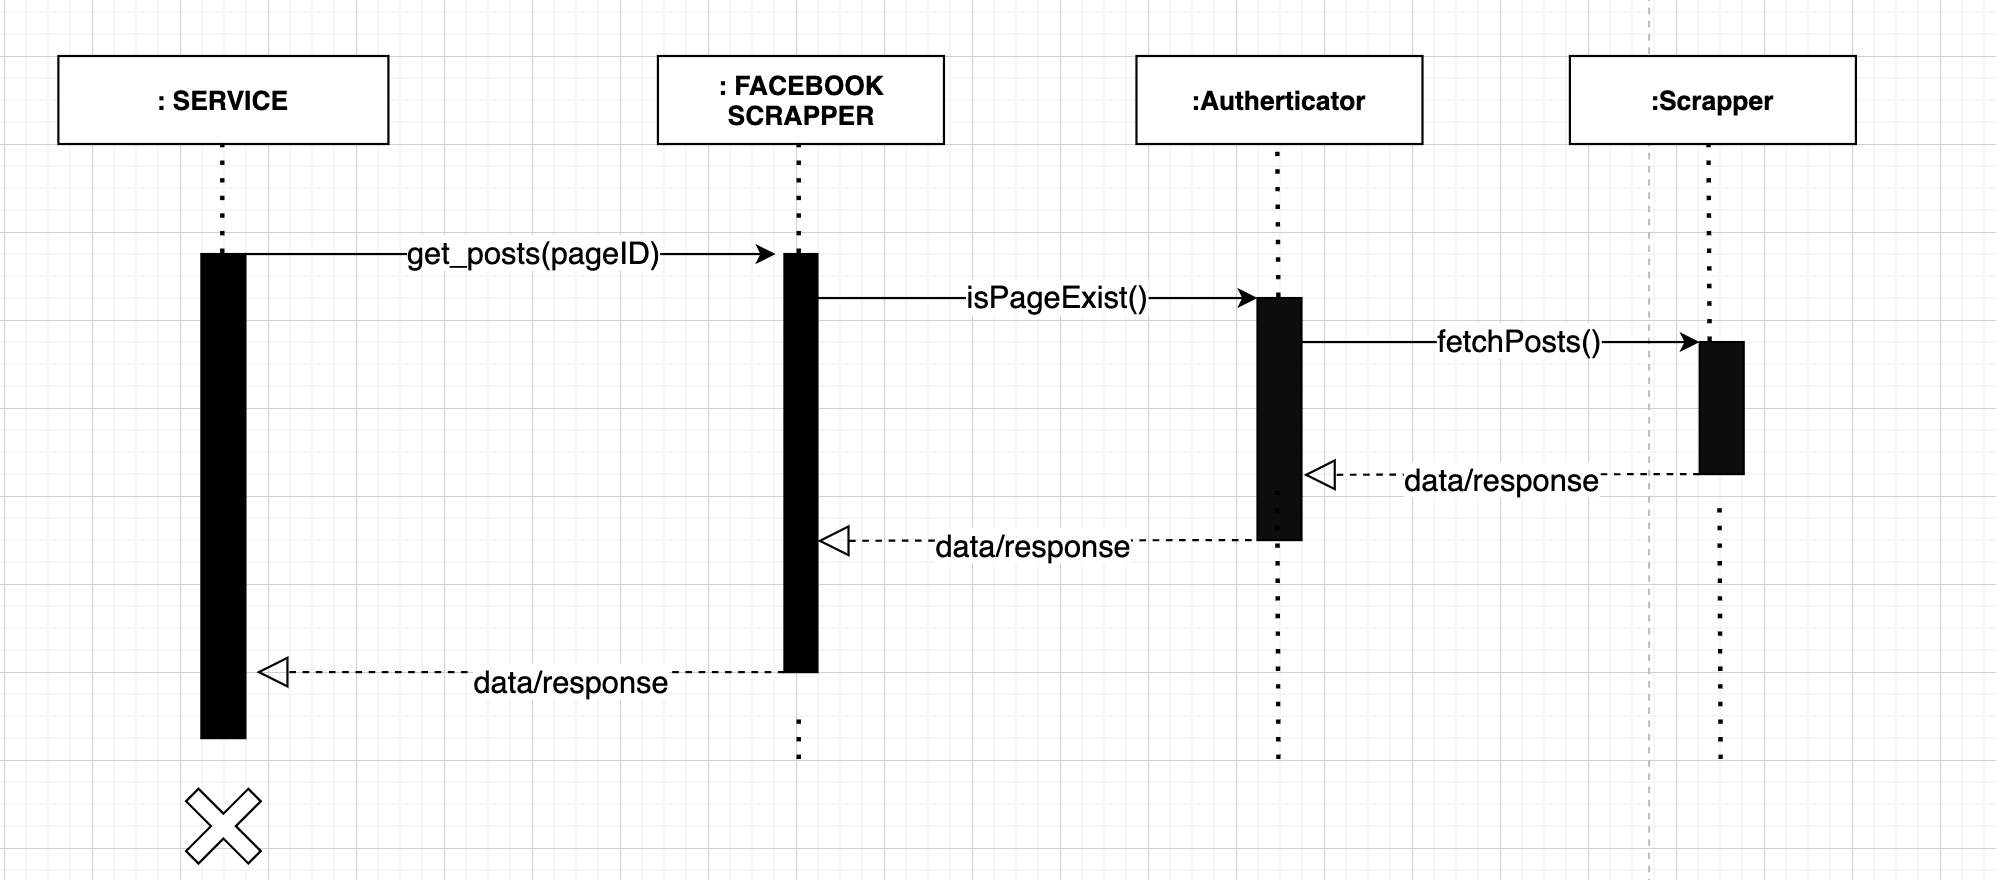 : SERVICE
: FACEBOOK
SCRAPPER
:Autherticator
:Scrapper
get_posts(pageID)
isPageExist()
fetchPosts()
data/response
data/response
data/response